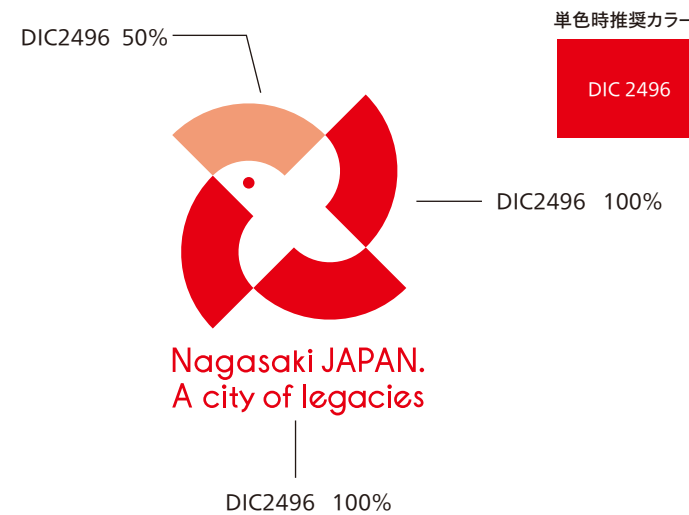 単色時推奨カラー
DIC2496 50%
DIC 2496
DIC2496 100%
Nagasaki JAPAN.
A city of legacies
DIC2496 100%